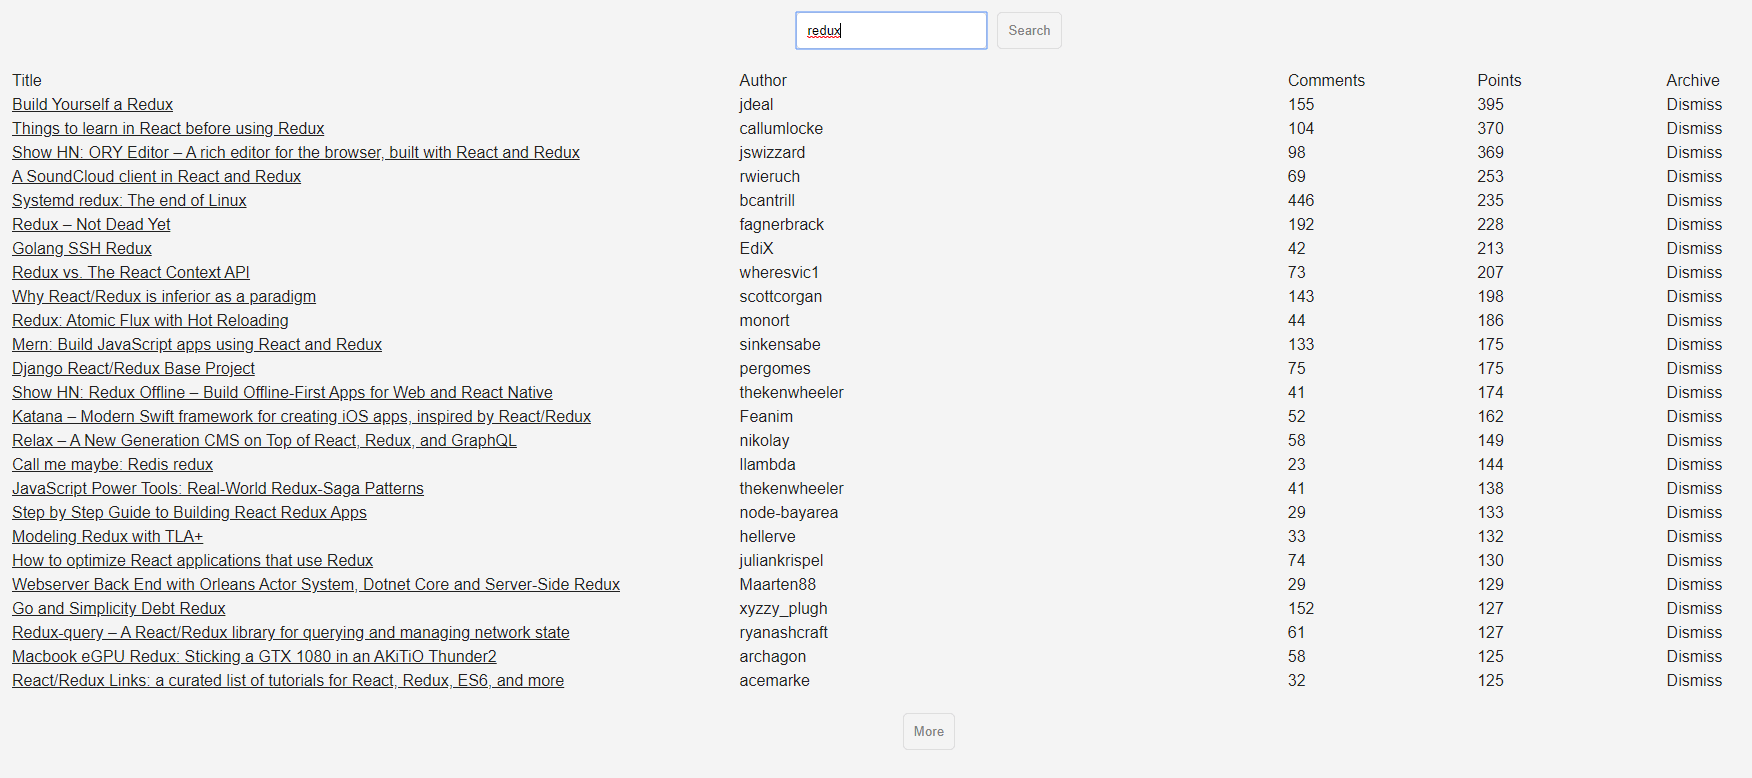 redux Search
Title Author Comments Points Archive
Build Yourself a Redux jdeal 155 395 Dismiss
Things to learn in React before using Redux callumlocke 104 370 Dismiss
Show HN: ORY Editor – A rich editor for the browser, built with React and Redux jswizzard 98 369 Dismiss
A SoundCloud client in React and Redux rwieruch 69 253 Dismiss
Systemd redux: The end of Linux bcantrill 446 235 Dismiss
Redux – Not Dead Yet fagnerbrack 192 228 Dismiss
Golang SSH Redux EdiX 42 213 Dismiss
Redux vs. The React Context API wheresvic1 73 207 Dismiss
Why React/Redux is inferior as a paradigm scottcorgan 143 198 Dismiss
Redux: Atomic Flux with Hot Reloading monort 44 186 Dismiss
Mern: Build JavaScript apps using React and Redux sinkensabe 133 175 Dismiss
Django React/Redux Base Project pergomes 75 175 Dismiss
Show HN: Redux Offline – Build Offline-First Apps for Web and React Native thekenwheeler 41 174 Dismiss
Katana – Modern Swift framework for creating iOS apps, inspired by React/Redux Feanim 52 162 Dismiss
Relax – A New Generation CMS on Top of React, Redux, and GraphQL nikolay 58 149 Dismiss
Call me maybe: Redis redux llambda 23 144 Dismiss
JavaScript Power Tools: Real-World Redux-Saga Patterns thekenwheeler 41 138 Dismiss
Step by Step Guide to Building React Redux Apps node-bayarea 29 133 Dismiss
Modeling Redux with TLA+ hellerve 33 132 Dismiss
How to optimize React applications that use Redux juliankrispel 74 130 Dismiss
Webserver Back End with Orleans Actor System, Dotnet Core and Server-Side Redux Maarten88 29 129 Dismiss
Go and Simplicity Debt Redux xyzzy_plugh 152 127 Dismiss
Redux-query – A React/Redux library for querying and managing network state ryanashcraft 61 127 Dismiss
Macbook eGPU Redux: Sticking a GTX 1080 in an AKiTiO Thunder2 archagon 58 125 Dismiss
React/Redux Links: a curated list of tutorials for React, Redux, ES6, and more acemarke 32 125 Dismiss
More